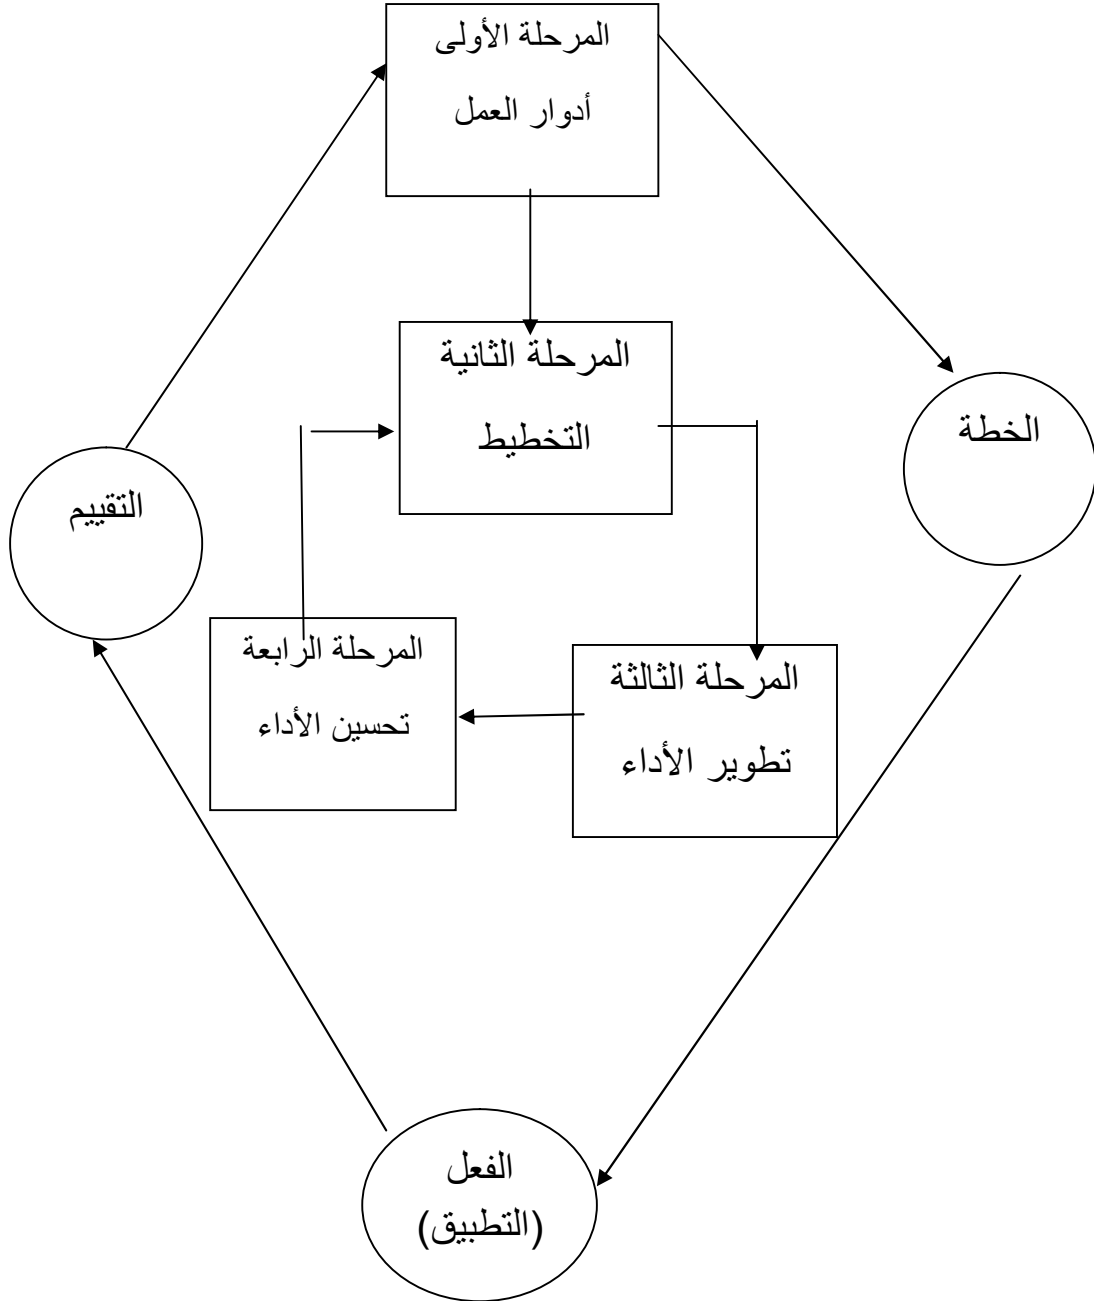 المرحلة الأولى
أدوار العمل
المرحلة الثانية
التخطيط
الخطة
التقييم
المرحلة الثالثة
تطوير الأداء
المرحلة الرابعة
تحسين الأداء
الفعل
(التطبيق)